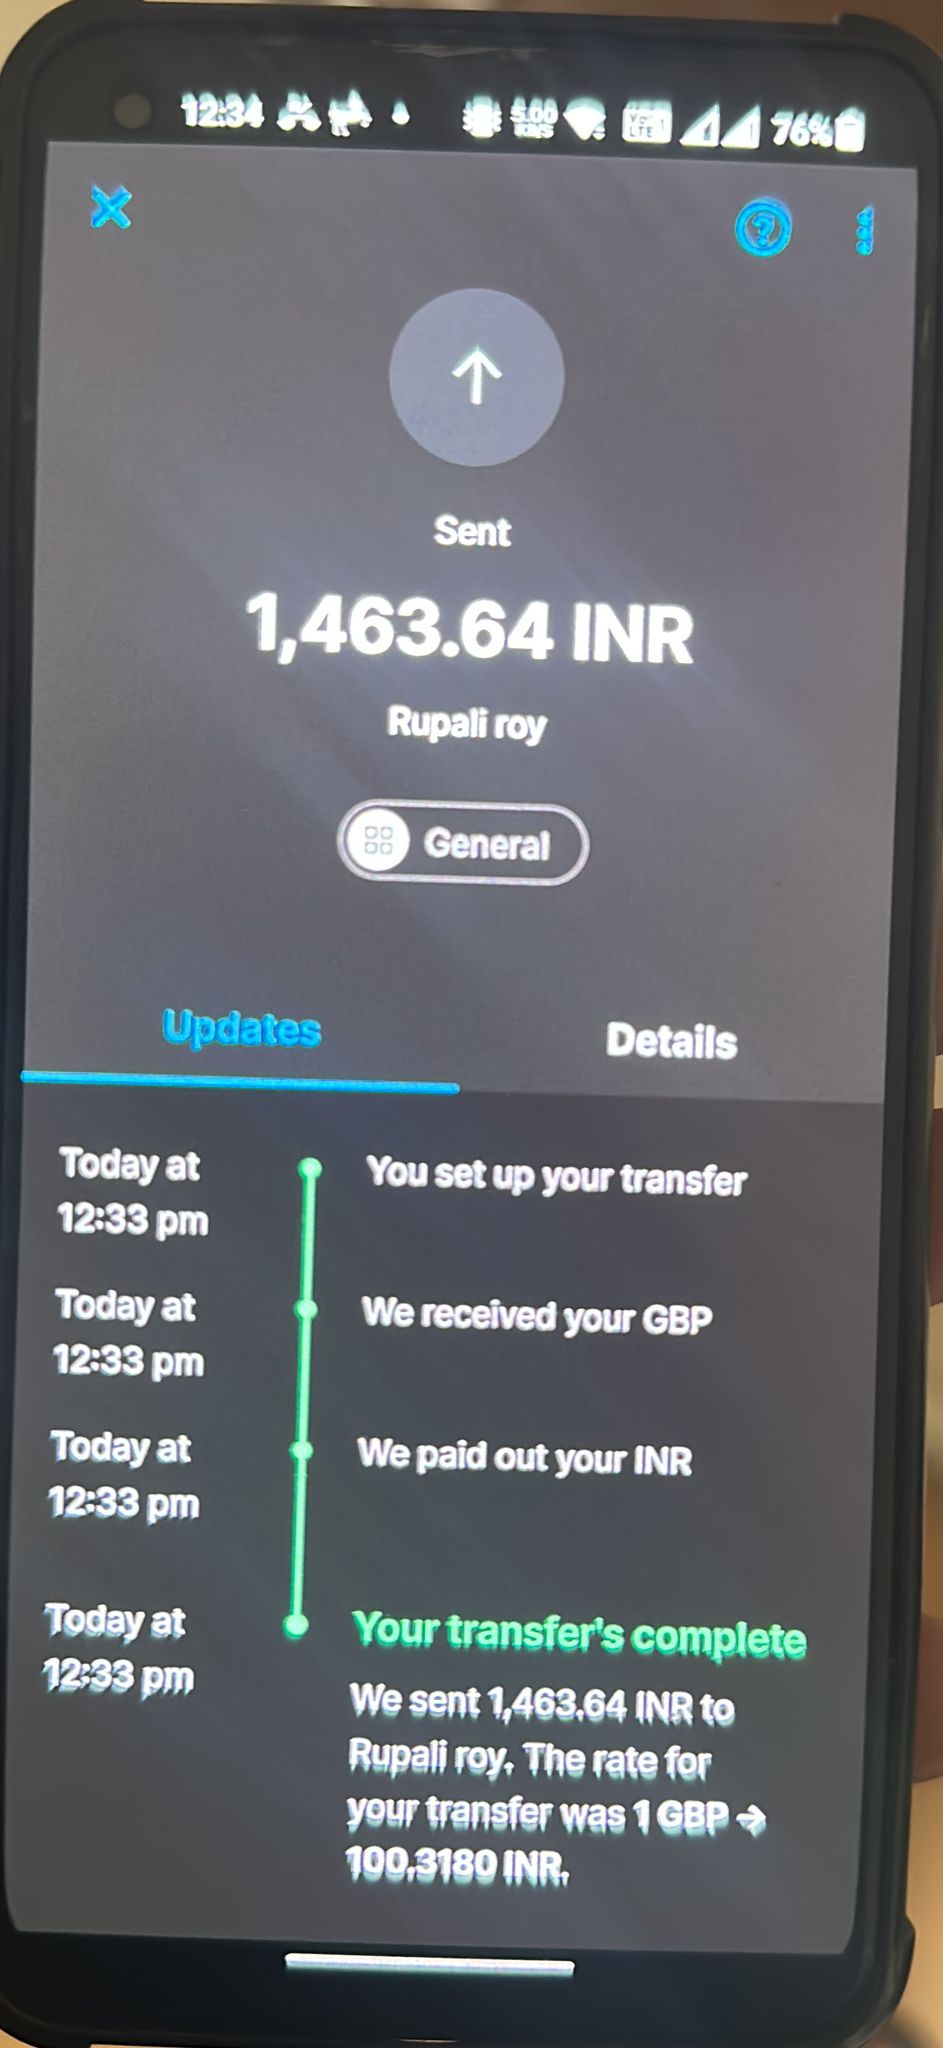 12:34 5.00 KB/S Vo LTE 76%
Sent
1,463.64 INR
Rupali roy
General
Updates Details
Today at
12:33 pm
You set up your transfer
Today at
12:33 pm
We received your GBP
Today at
12:33 pm
We paid out your INR
Today at
12:33 pm
Your transfer's complete
We sent 1,463.64 INR to
Rupali roy. The rate for
your transfer was 1 GBP →
100.3180 INR.